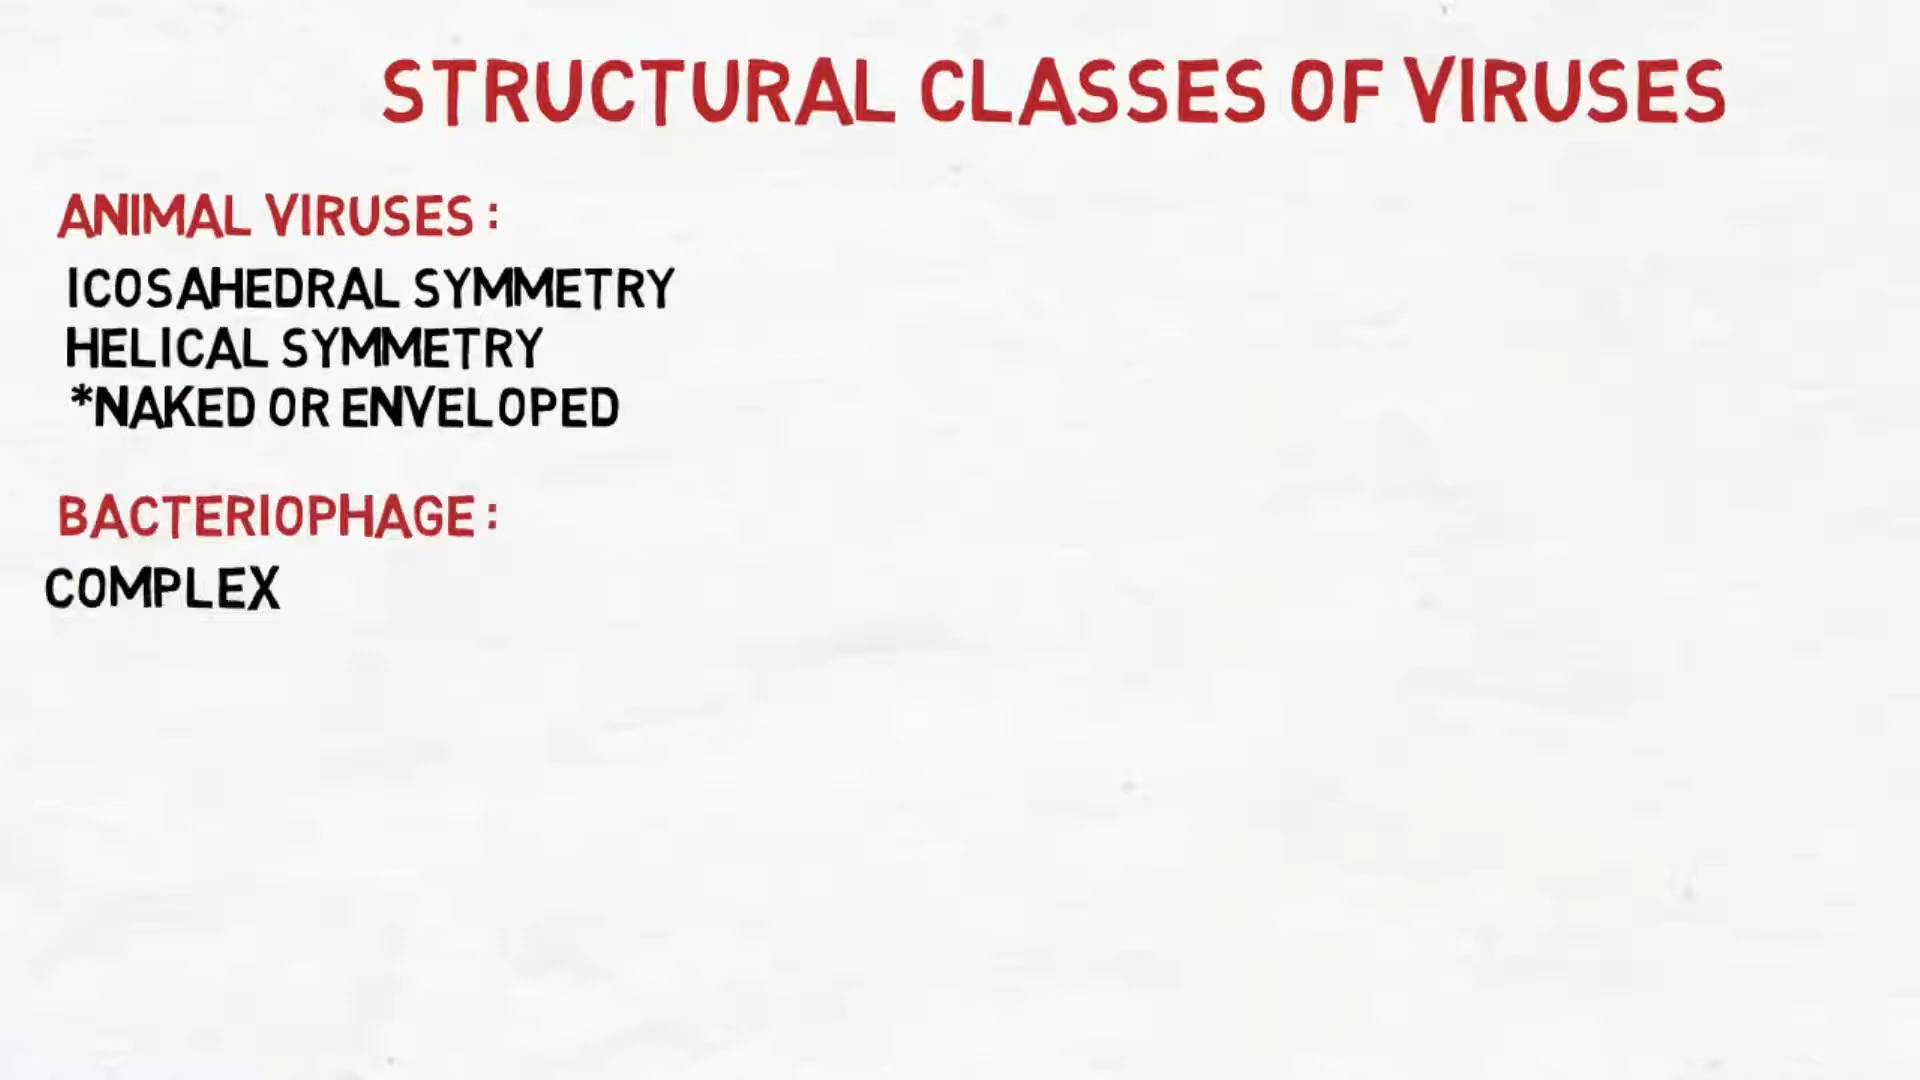 STRUCTURAL CLASSES OF VIRUSES
ANIMAL VIRUSES :
ICOSAHEDRAL SYMMETRY
HELICAL SYMMETRY
*NAKED OR ENVELOPED
BACTERIOPHAGE :
COMPLEX